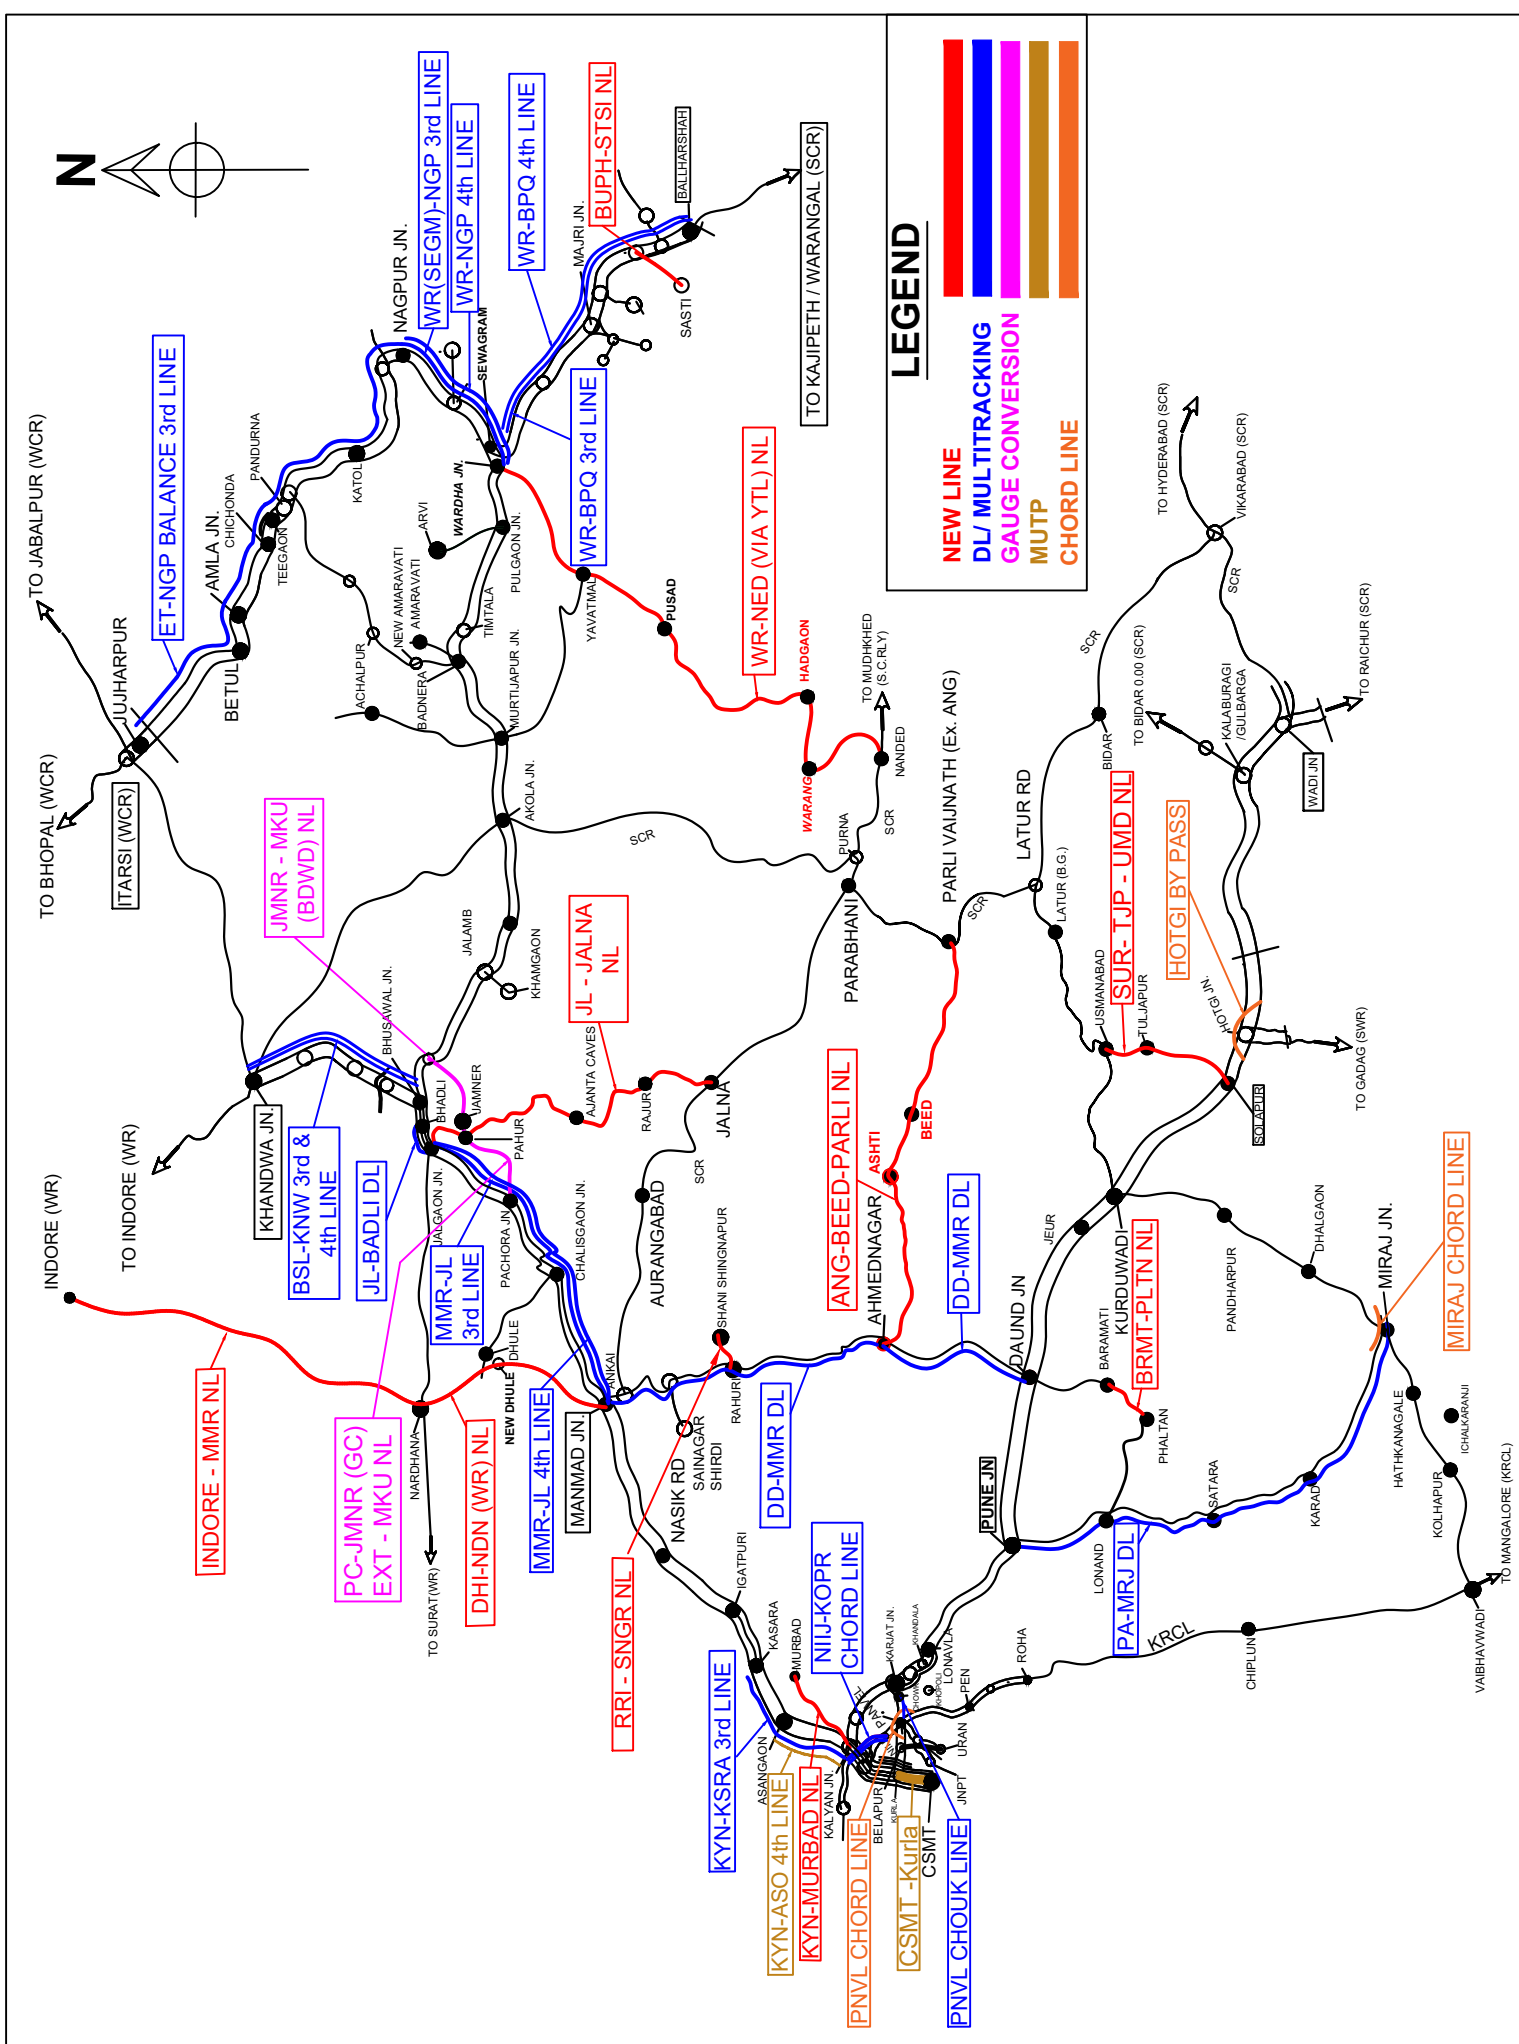 N
TO JABALPUR (WCR)
TO BHOPAL (WCR)
ITARSI (WCR)
JUJHARPUR
ET-NGP BALANCE 3rd LINE
BETUL
AMLA JN.
CHICHONDA
TEEGAON
PANDURNA
KATOL
NAGPUR JN.
WR(SEGM)-NGP 3rd LINE
WR-NGP 4th LINE
SEWAGRAM
WARDHA JN.
WR-BPQ 4th LINE
WR-BPQ 3rd LINE
MAJRI JN.
BUPH-STSI NL
BALLHARSHAH
SASTI
TO KAJIPETH / WARANGAL (SCR)
ARVI
PULGAON JN.
ACHALPUR
NEW AMARAVATI
AMARAVATI
BADNERA
TIMTALA
MURTIJAPUR JN.
YAVATMAL
PUSAD
WR-NED (VIA YTL) NL
HADGAON
WARANG
TO MUDHKHED
(S.C.RLY)
NANDED
SCR
PURNA
PARABHANI
AKOLA JN.
SCR
JALAMB
KHAMGAON
JMNR - MKU
(BDWD) NL
KHANDWA JN.
TO INDORE (WR)
INDORE (WR)
BSL-KNW 3rd &
4th LINE
BHUSAWAL JN.
BHADLI
JL-BADLI DL
JALGAON JN.
JAMNER
PAHUR
JL - JALNA
NL
AJANTA CAVES
RAJUR
JALNA
SCR
AURANGABAD
MMR-JL
3rd LINE
PACHORA JN.
CHALISGAON JN.
INDORE - MMR NL
PC-JMNR (GC)
EXT - MKU NL
NARDHANA
DHULE
NEW DHULE
TO SURAT(WR)
DHI-NDN (WR) NL
MMR-JL 4th LINE
MANMAD JN.
ANKAI
SHANI SHINGNAPUR
SAINAGAR
SHIRDI
RAHURI
RRI - SNGR NL
DD-MMR DL
NASIK RD
IGATPURI
KASARA
MURBAD
KYN-KSRA 3rd LINE
ASANGAON
KYN-ASO 4th LINE
KYN-MURBAD NL
KALYAN JN.
NIIJ-KOPR
CHORD LINE
PNVL CHORD LINE
BELAPUR
KURLA
CSMT -Kurla
CSMT
PNVL CHOUK LINE
JNPT
URAN
PEN
ROHA
KARJAT JN.
KHANDALA
LONAVLA
KHOPOLI
KRCL
CHIPLUN
VAIBHAVWADI
TO MANGALORE (KRCL)
PUNE JN
LONAND
PA-MRJ DL
SATARA
KARAD
KOLHAPUR
HATHKANAGALE
ICHALKARANJI
MIRAJ CHORD LINE
MIRAJ JN.
DHALGAON
PANDHARPUR
PHALTAN
BRMT-PLTN NL
BARAMATI
DAUND JN
KURDUWADI
JEUR
DD-MMR DL
AHMEDNAGAR
ANG-BEED-PARLI NL
ASHTI
BEED
PARLI VAIJNATH (Ex. ANG)
SCR
LATUR RD
LATUR (B.G.)
USMANABAD
SUR- TJP - UMD NL
TULJAPUR
SOLAPUR
HOTGI JN.
HOTGI BY PASS
TO GADAG (SWR)
BIDAR
SCR
TO BIDAR 0.00 (SCR)
KALABURAGI
/GULBARGA
WADI JN
TO RAICHUR (SCR)
SCR
VIKARABAD (SCR)
TO HYDERABAD (SCR)
LEGEND
NEW LINE
DL/ MULTITRACKING
GAUGE CONVERSION
MUTP
CHORD LINE